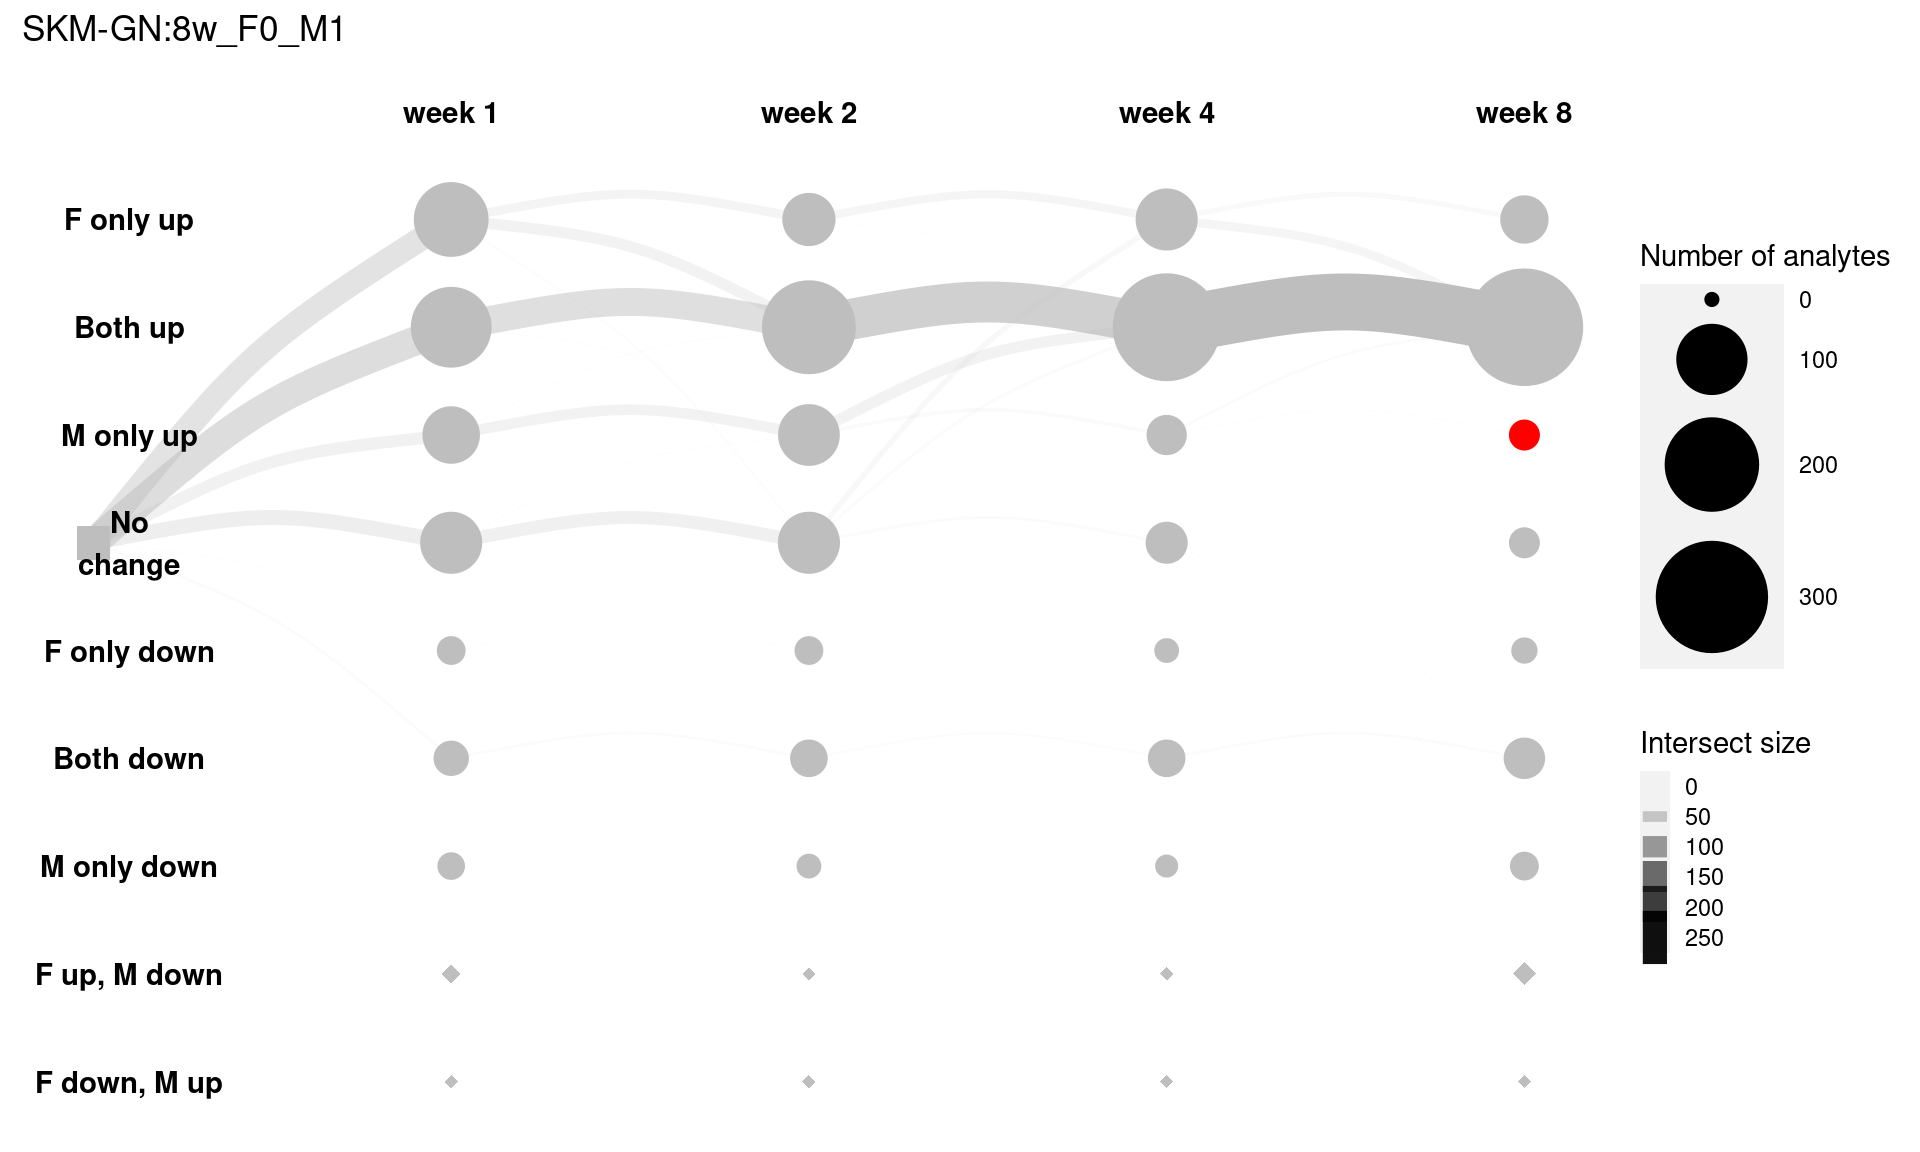 SKM-GN:8w_F0_M1
week 1
week 2
week 4
week 8
F only up
Both up
M only up
No
change
F only down
Both down
M only down
F up, M down
F down, M up
Number of analytes
0
100
200
300
Intersect size
0
50
100
150
200
250